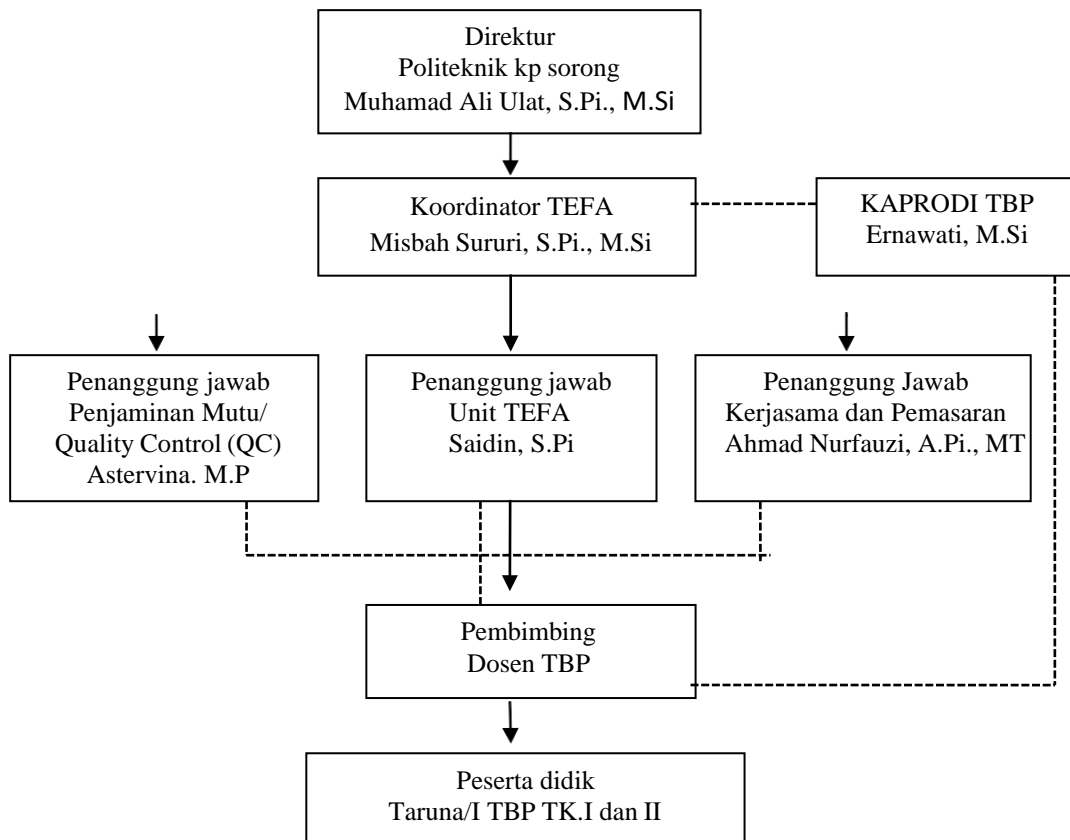 Direktur
Politeknik kp sorong
Muhamad Ali Ulat, S.Pi., M.Si
Koordinator TEFA
Misbah Sururi, S.Pi., M.Si
KAPRODI TBP
Ernawati, M.Si
Penanggung jawab
Penjaminan Mutu/
Quality Control (QC)
Astervina. M.P
Penanggung jawab
Unit TEFA
Saidin, S.Pi
Penanggung Jawab
Kerjasama dan Pemasaran
Ahmad Nurfauzi, A.Pi., MT
Pembimbing
Dosen TBP
Peserta didik
Taruna/I TBP TK.I dan II